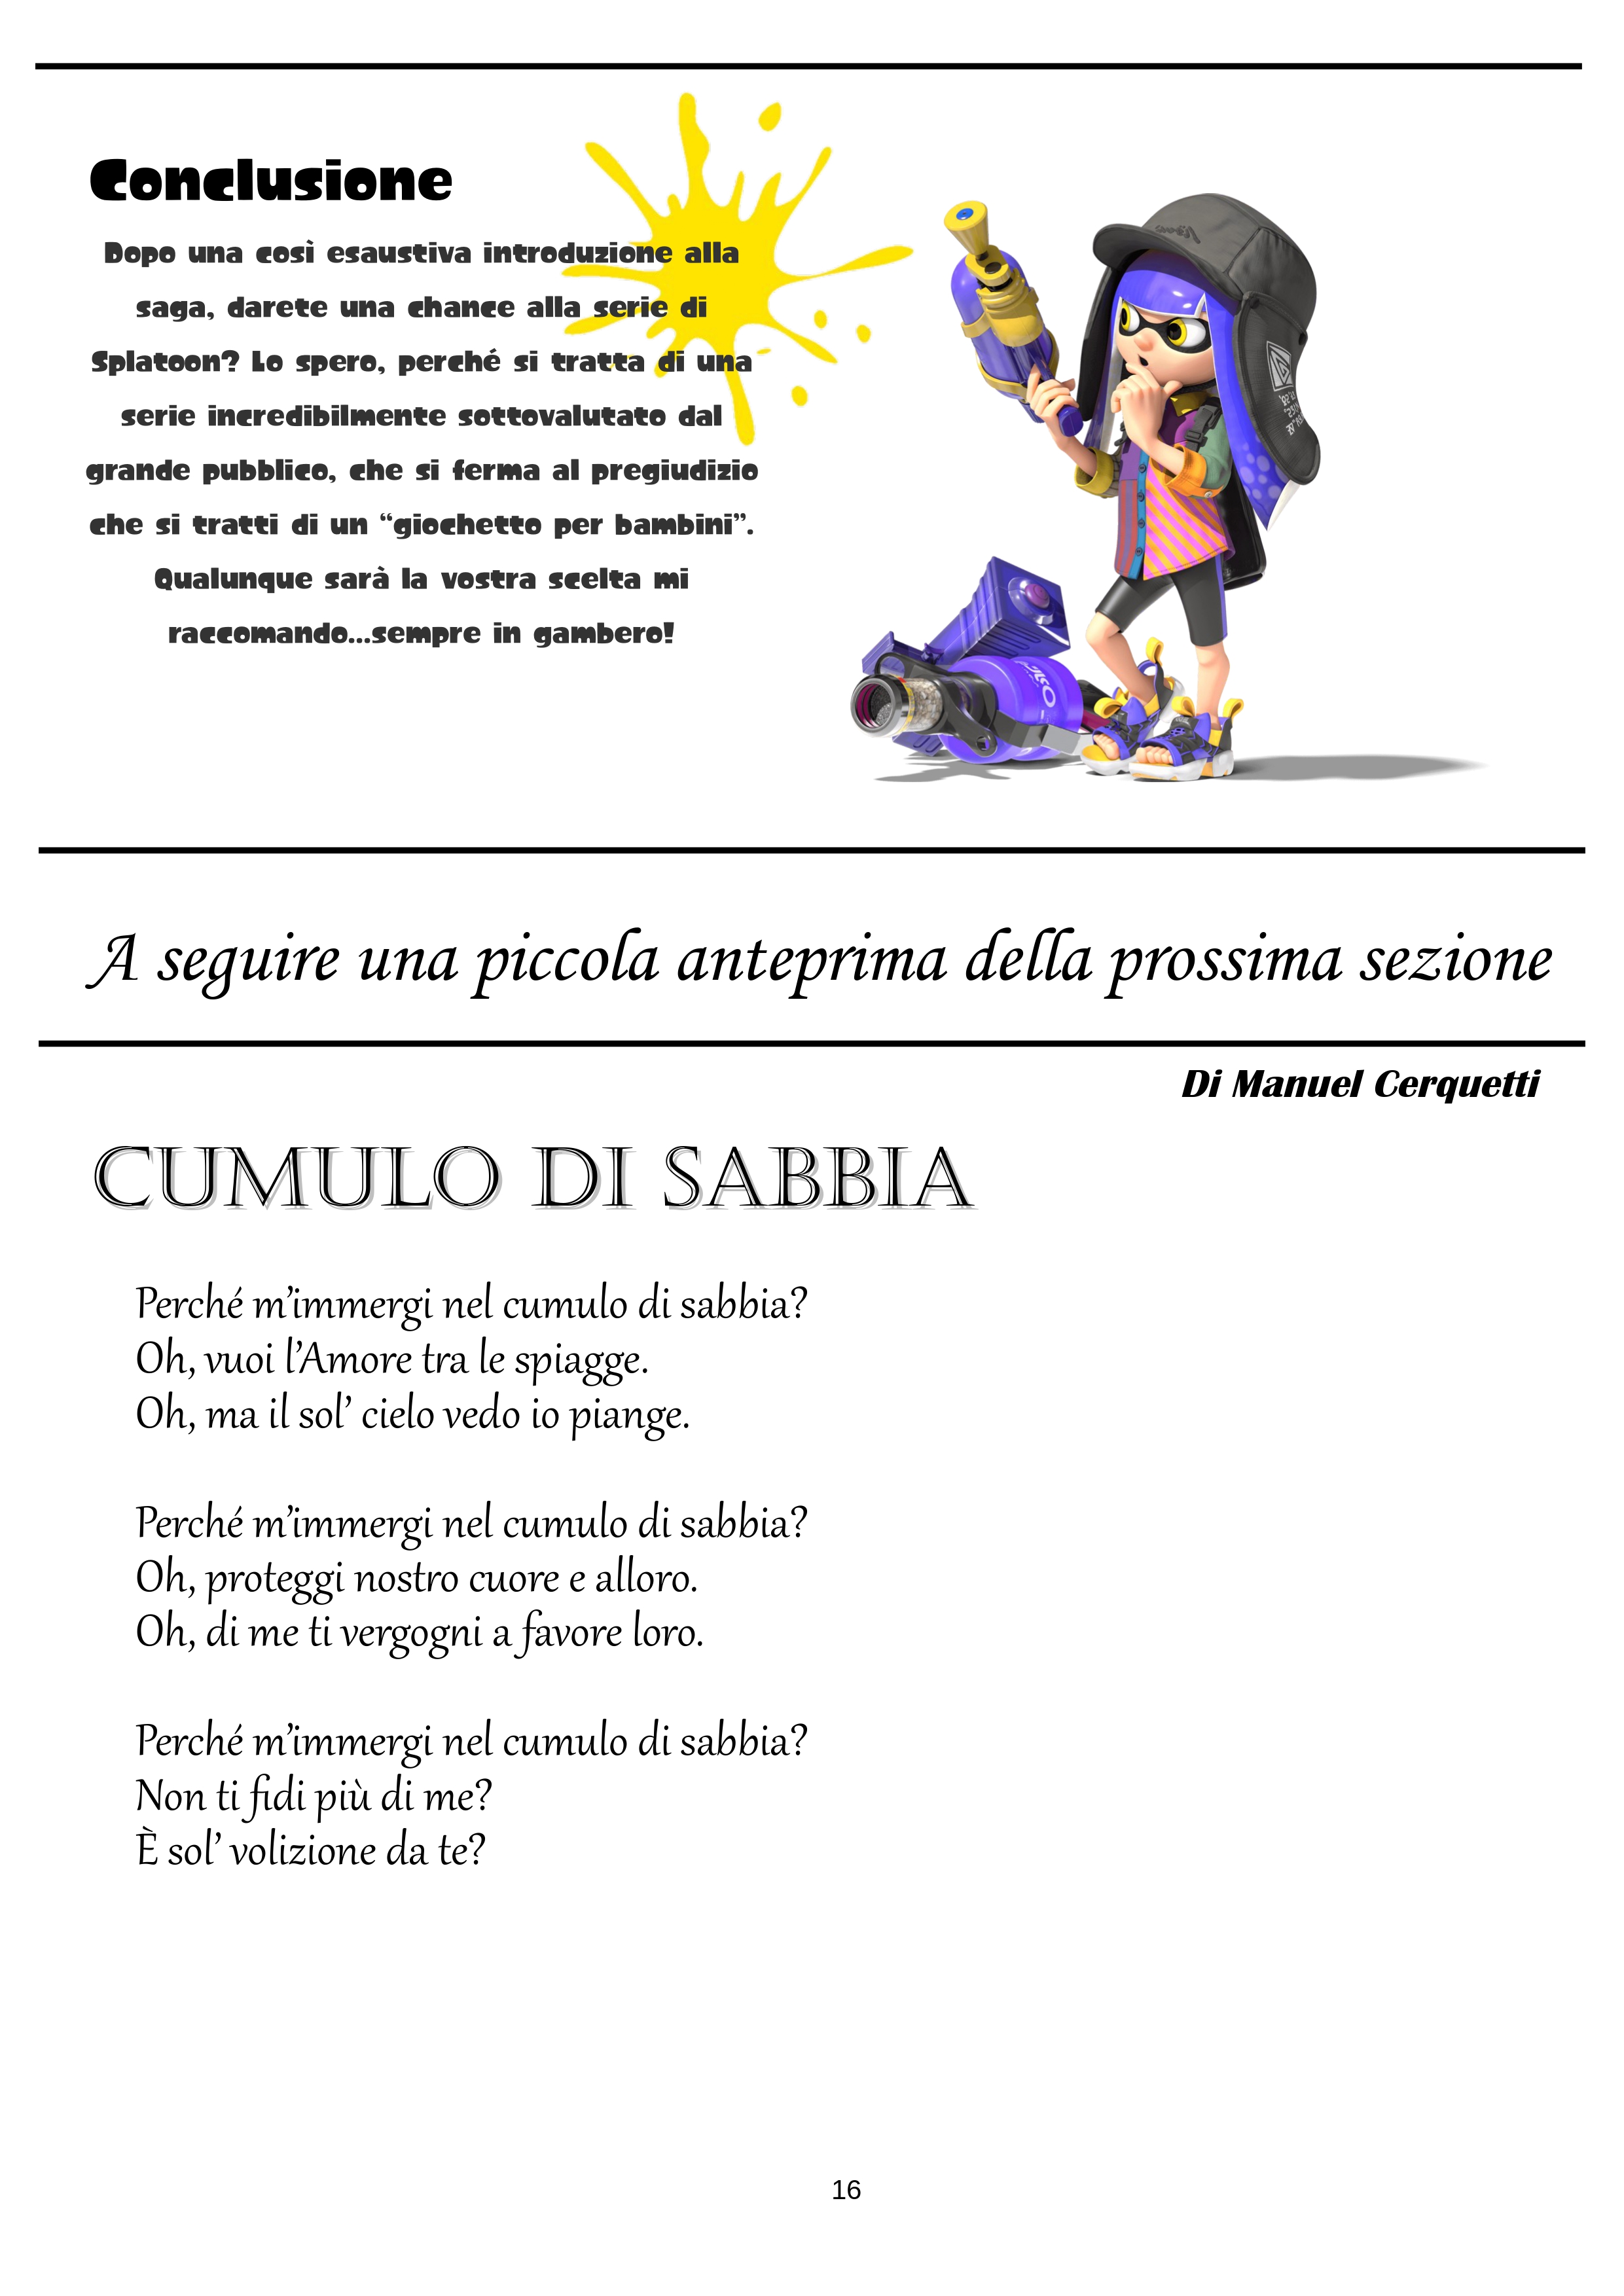 Conclusione
Dopo una così esaustiva introduzione alla
saga, darete una chance alla serie di
Splatoon? Lo spero, perché si tratta di una
serie incredibilmente sottovalutato dal
grande pubblico, che si ferma al pregiudizio
che si tratti di un “giochetto per bambini”.
Qualunque sarà la vostra scelta mi
raccomando...sempre in gambero!
A seguire una piccola anteprima della prossima sezione
Di Manuel Cerquetti
CUMULO DI SABBIA
Perché m’immergi nel cumulo di sabbia?
Oh, vuoi l’Amore tra le spiagge.
Oh, ma il sol’ cielo vedo io piange.
Perché m’immergi nel cumulo di sabbia?
Oh, proteggi nostro cuore e alloro.
Oh, di me ti vergogni a favore loro.
Perché m’immergi nel cumulo di sabbia?
Non ti fidi più di me?
È sol’ volizione da te?
16